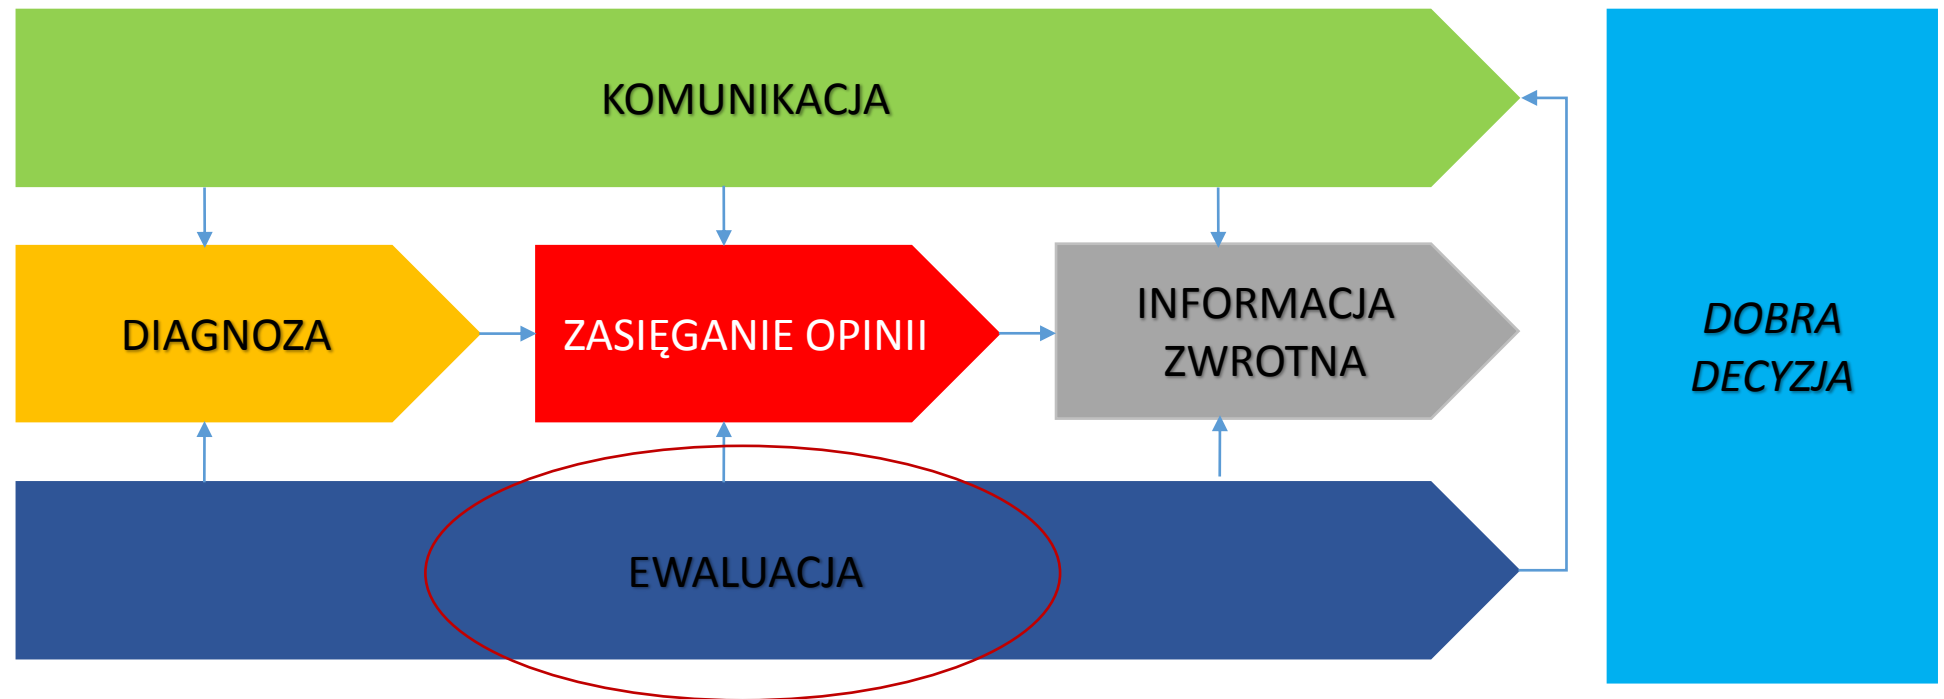 KOMUNIKACJA
DIAGNOZA
ZASIĘGANIE OPINII
INFORMACJA
ZWROTNA
EWALUACJA
DOBRA
DECYZJA